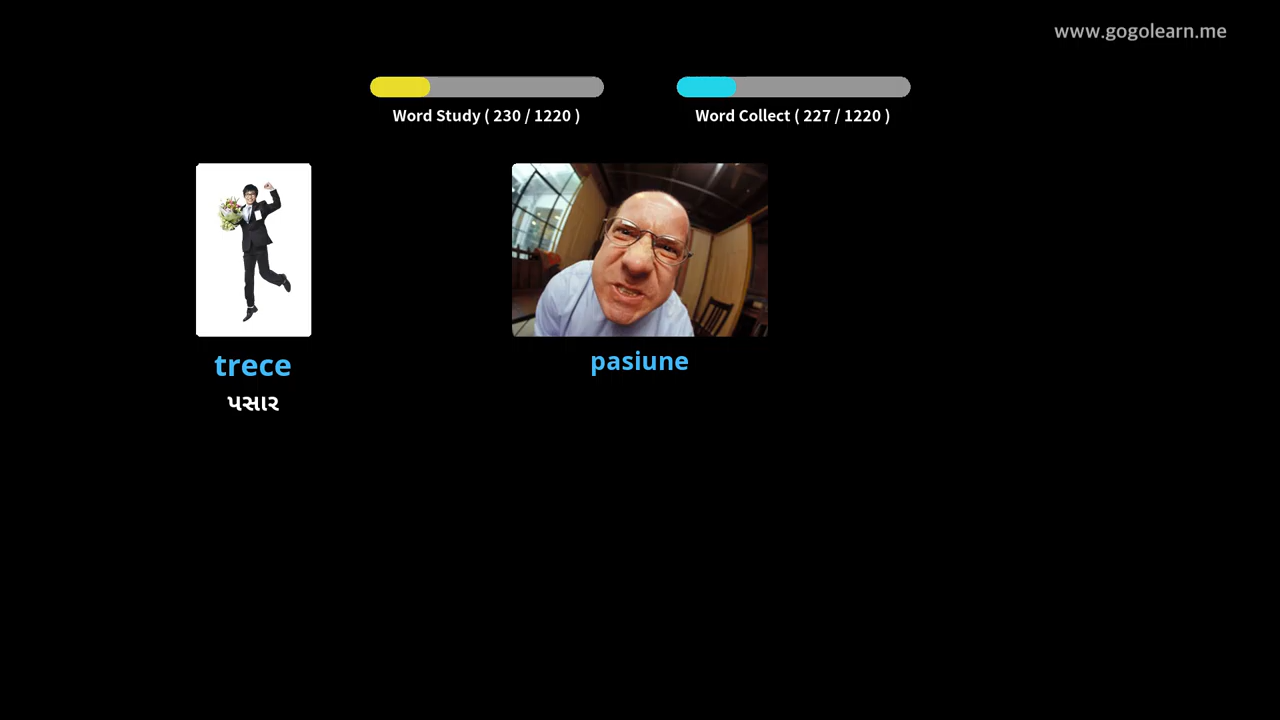 www.gogolearn.me
Word Study ( 230 / 1220 )
Word Collect ( 227 / 1220 )
trece
પસાર
pasiune